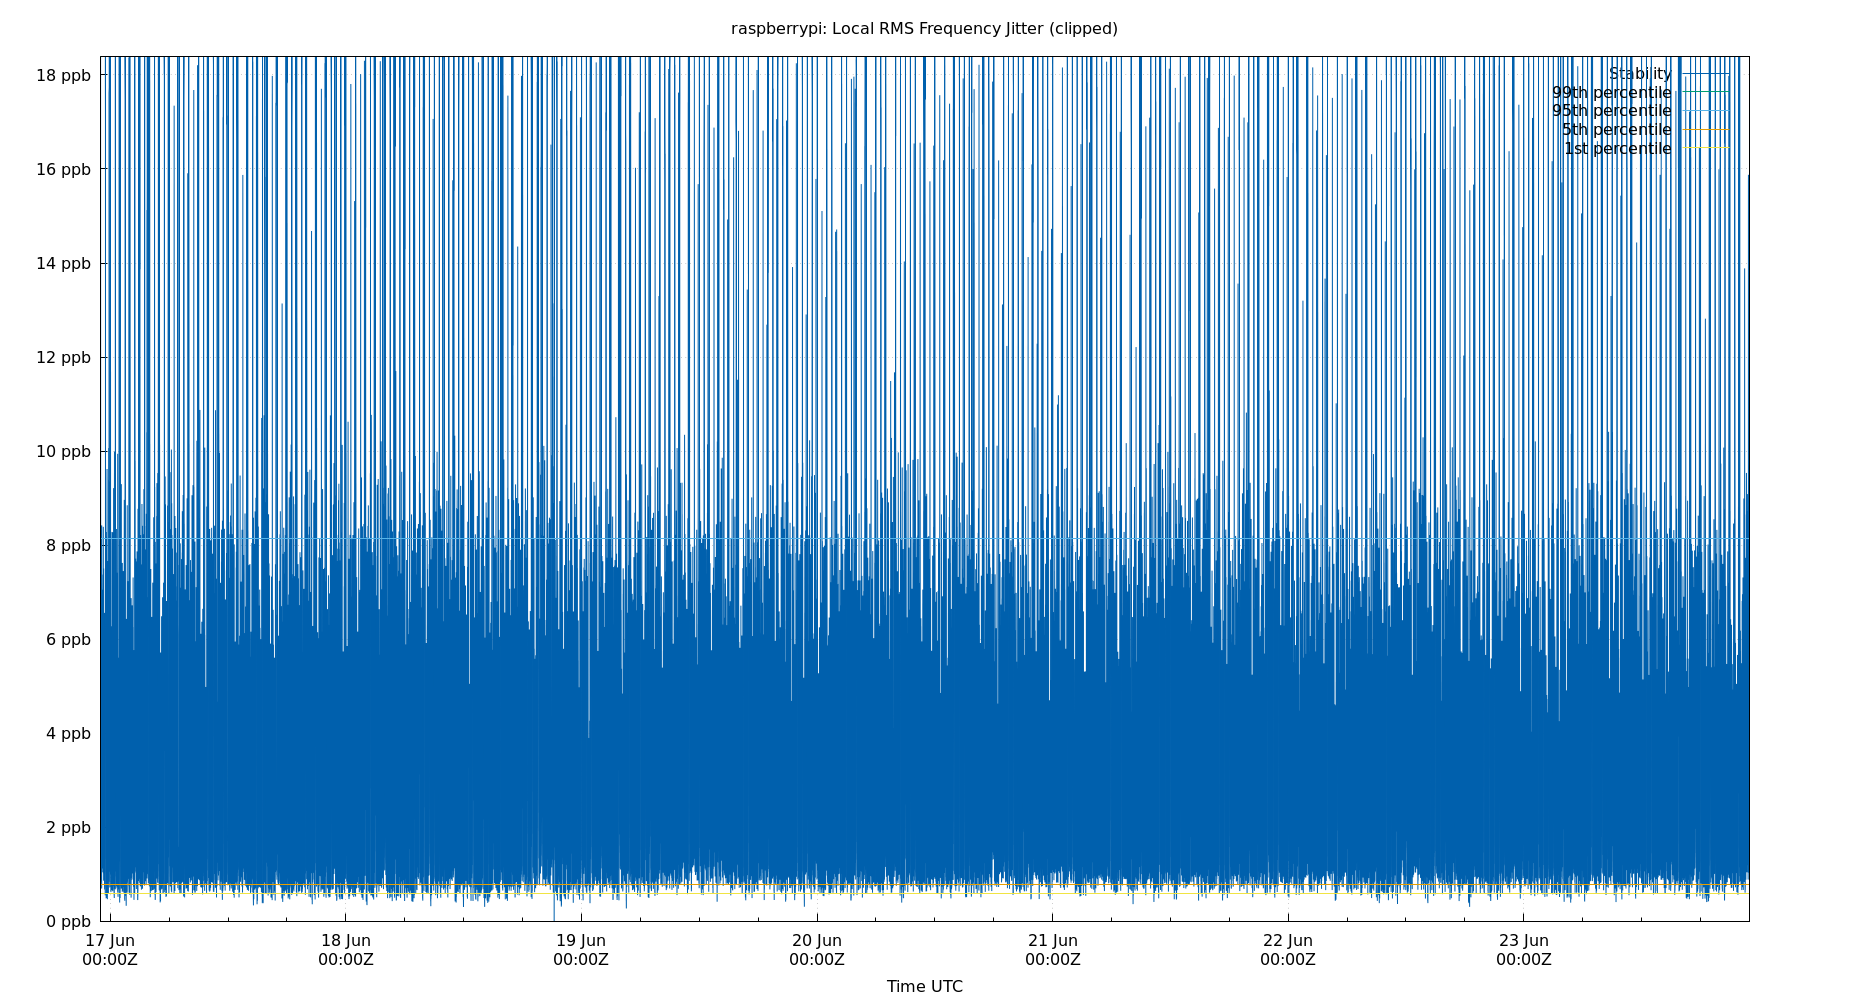 raspberrypi: Local RMS Frequency Jitter (clipped)
18 ppb
16 ppb
14 ppb
12 ppb
10 ppb
8 ppb
6 ppb
4 ppb
2 ppb
0 ppb
Stability
99th percentile
95th percentile
5th percentile
1st percentile
17 Jun 18 Jun 19 Jun 20 Jun 21 Jun 22 Jun 23 Jun
00:00Z 00:00Z 00:00Z 00:00Z 00:00Z 00:00Z 00:00Z
Time UTC